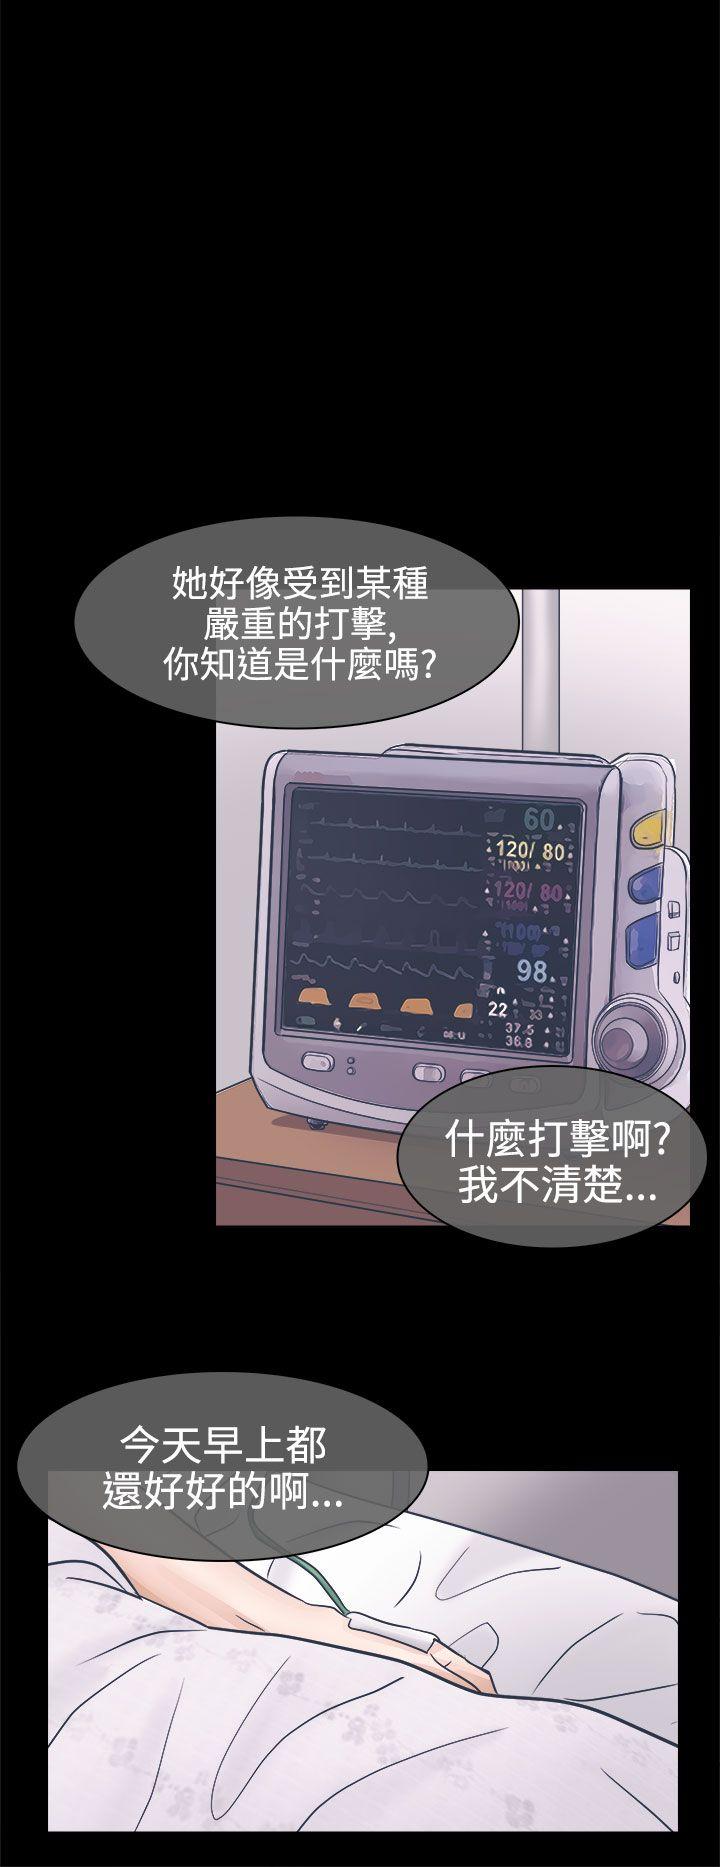 她好像受到某種
嚴重的打擊,
你知道是什麼嗎?
60
120/ 80
120/ 80
98
22
33
37.5
36.8
什麼打擊啊?
我不清楚...
今天早上都
還好好的啊...